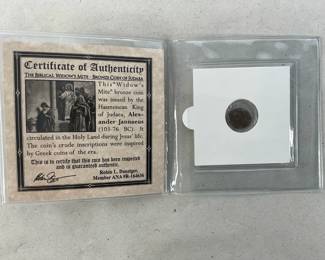 Certificate of Authenticity
The Biblical Widow's Mite - Bronze Coin of Judaea
This "Widow's
Mite" bronze coin
was issued by the
Hasmonean King
of Judaea, Alex-
ander Jannaeus
(103-76 BC). It
circulated in the Holy Land during Jesus' life.
The coin's crude inscriptions were inspired
by Greek coins of the era.
This is to certify that this coin has been inspected
and is guaranteed authentic.
Robin L. Danziger,
Member ANA #R-164636